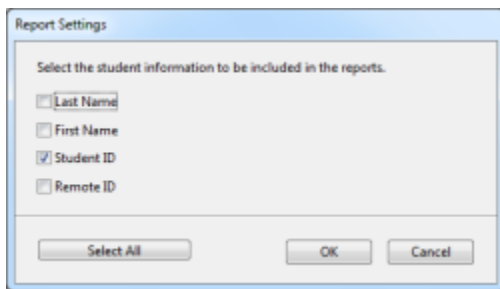 Report Settings
Select the student information to be included in the reports.
Last Name
First Name
Student ID
Remote ID
Select All
OK
Cancel